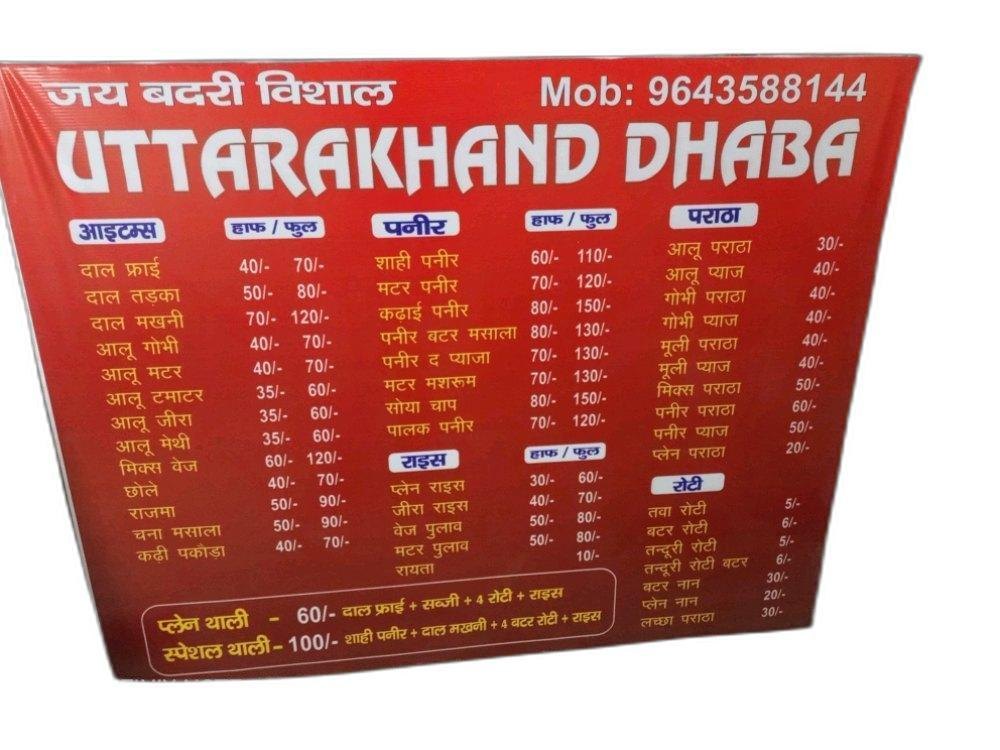 जय बदरी विशाल Mob: 9643588144
UTTARAKHAND DHABA
आइटम्स हाफ / फुल
दाल फ्राई 40/- 70/-
दाल तड़का 50/- 80/-
दाल मखनी 70/- 120/-
आलू गोभी 40/- 70/-
आलू मटर 40/- 70/-
आलू टमाटर 35/- 60/-
आलू जीरा 35/- 60/-
आलू मेथी 35/- 60/-
मिक्स वेज 60/- 120/-
छोले 40/- 70/-
राजमा 50/- 90/-
चना मसाला 50/- 90/-
कढ़ी पकौड़ा 40/- 70/-
पनीर हाफ / फुल
शाही पनीर 60/- 110/-
मटर पनीर 70/- 120/-
कढ़ाई पनीर 80/- 150/-
पनीर बटर मसाला 80/- 130/-
पनीर द प्याजा 70/- 130/-
मटर मशरूम 70/- 130/-
सोया चाप 80/- 150/-
पालक पनीर 70/- 120/-
राइस हाफ / फुल
प्लेन राइस 30/- 60/-
जीरा राइस 40/- 70/-
वेज पुलाव 50/- 80/-
मटर पुलाव 50/- 80/-
रायता 10/-
पराठा
आलू पराठा 30/-
आलू प्याज 40/-
गोभी पराठा 40/-
गोभी प्याज 40/-
मूली पराठा 40/-
मूली प्याज 40/-
मिक्स पराठा 50/-
पनीर पराठा 60/-
पनीर प्याज 50/-
प्लेन पराठा 20/-
रोटी
तवा रोटी 5/-
बटर रोटी 6/-
तन्दूरी रोटी 5/-
तन्दूरी रोटी बटर 6/-
बटर नान 30/-
प्लेन नान 20/-
लच्छा पराठा 30/-
प्लेन थाली - 60/- दाल फ्राई + सब्जी + 4 रोटी + राइस
स्पेशल थाली - 100/- शाही पनीर + दाल मखनी + 4 बटर रोटी + राइस